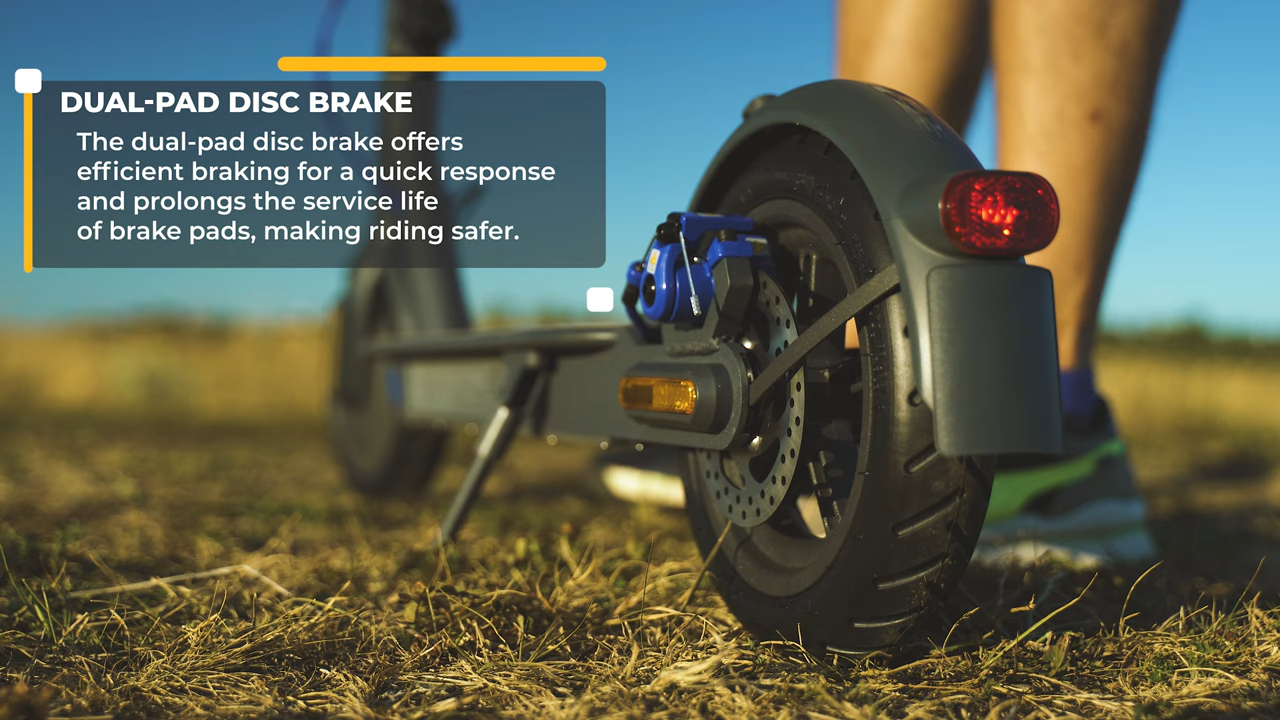 DUAL-PAD DISC BRAKE
The dual-pad disc brake offers
efficient braking for a quick response
and prolongs the service life
of brake pads, making riding safer.